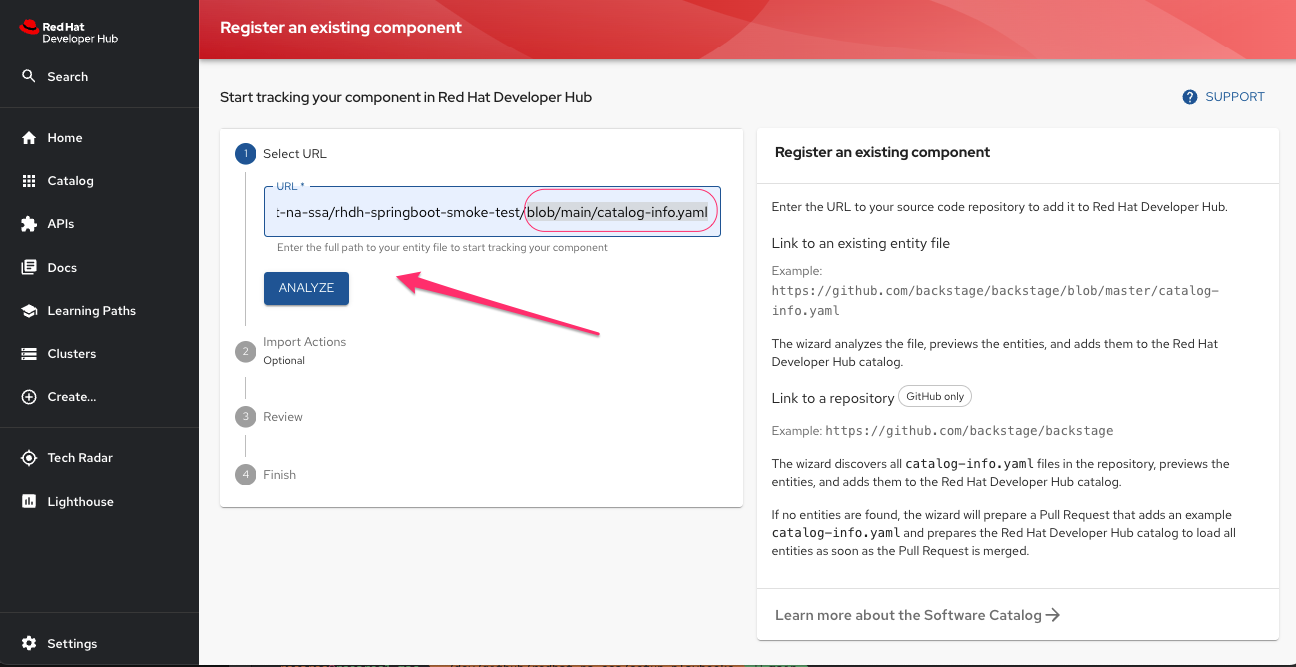 Red Hat
Developer Hub
Search
Home
Catalog
APIs
Docs
Learning Paths
Clusters
Create...
Tech Radar
Lighthouse
Settings
Register an existing component
Start tracking your component in Red Hat Developer Hub
SUPPORT
1 Select URL
URL *
t-na-ssa/rhdh-springboot-smoke-test/blob/main/catalog-info.yaml
Enter the full path to your entity file to start tracking your component
ANALYZE
2 Import Actions
Optional
3 Review
4 Finish
Register an existing component
Enter the URL to your source code repository to add it to Red Hat Developer Hub.
Link to an existing entity file
Example:
https://github.com/backstage/backstage/blob/master/catalog-
info.yaml
The wizard analyzes the file, previews the entities, and adds them to the Red Hat
Developer Hub catalog.
Link to a repository GitHub only
Example: https://github.com/backstage/backstage
The wizard discovers all catalog-info.yaml files in the repository, previews the
entities, and adds them to the Red Hat Developer Hub catalog.
If no entities are found, the wizard will prepare a Pull Request that adds an example
catalog-info.yaml and prepares the Red Hat Developer Hub catalog to load all
entities as soon as the Pull Request is merged.
Learn more about the Software Catalog